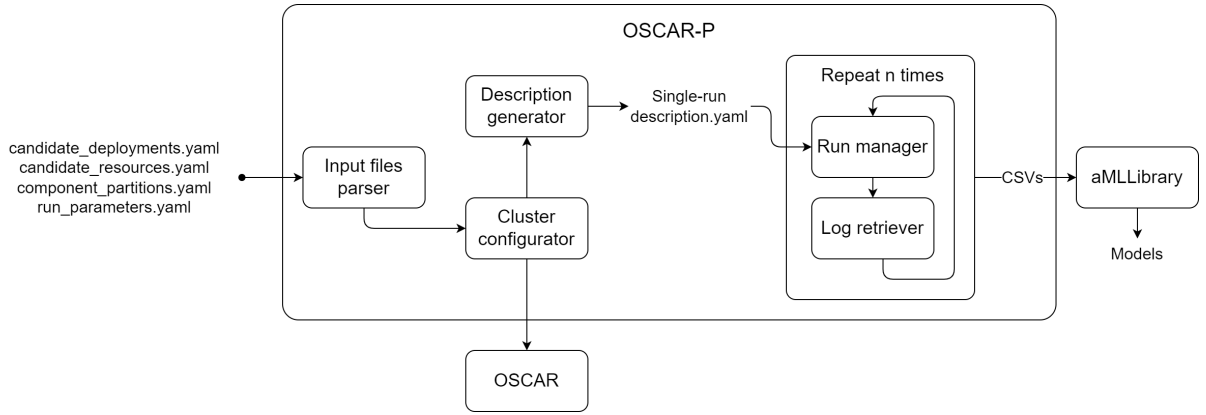 OSCAR-P
candidate_deployments.yaml
candidate_resources.yaml
component_partitions.yaml
run_parameters.yaml
Input files
parser
Description
generator
Cluster
configurator
OSCAR
Single-run
description.yaml
Repeat n times
Run manager
Log retriever
CSVs
aMLLibrary
Models